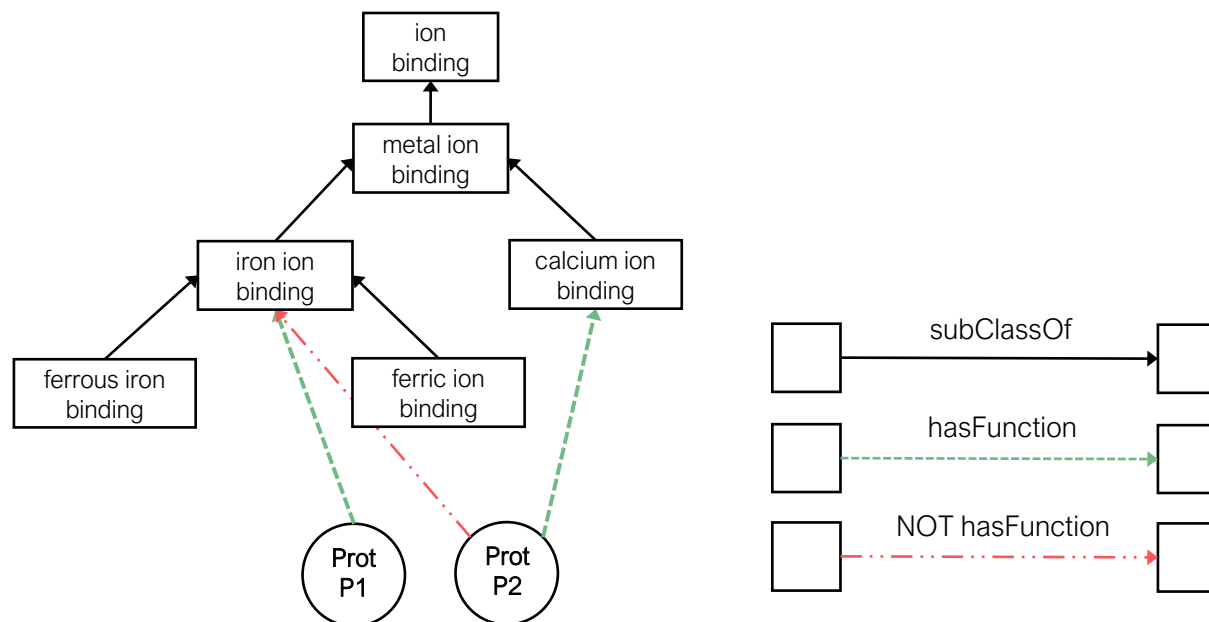 ion
binding
metal ion
binding
iron ion
binding
calcium ion
binding
ferrous iron
binding
ferric ion
binding
Prot
P1
Prot
P2
subClassOf
hasFunction
NOT hasFunction